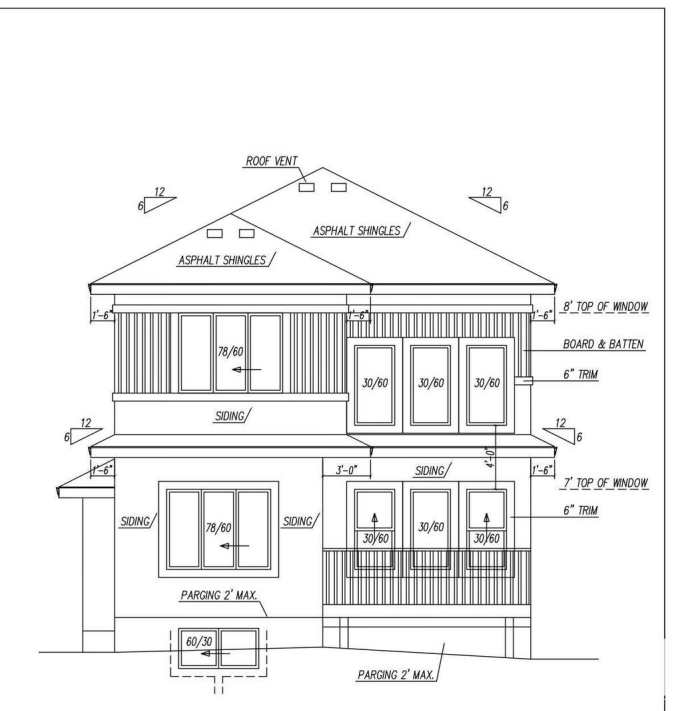 ROOF VENT
12
6
12
6
ASPHALT SHINGLES
ASPHALT SHINGLES
1'-6"
1'-6"
1'-6"
8' TOP OF WINDOW
78/60
BOARD & BATTEN
30/60
30/60
30/60
6" TRIM
SIDING
12
6
12
6
4'-0"
1'-6"
3'-0"
SIDING
1'-6"
7' TOP OF WINDOW
SIDING
78/60
SIDING
30/60
30/60
30/60
6" TRIM
PARGING 2' MAX.
60/30
PARGING 2' MAX.